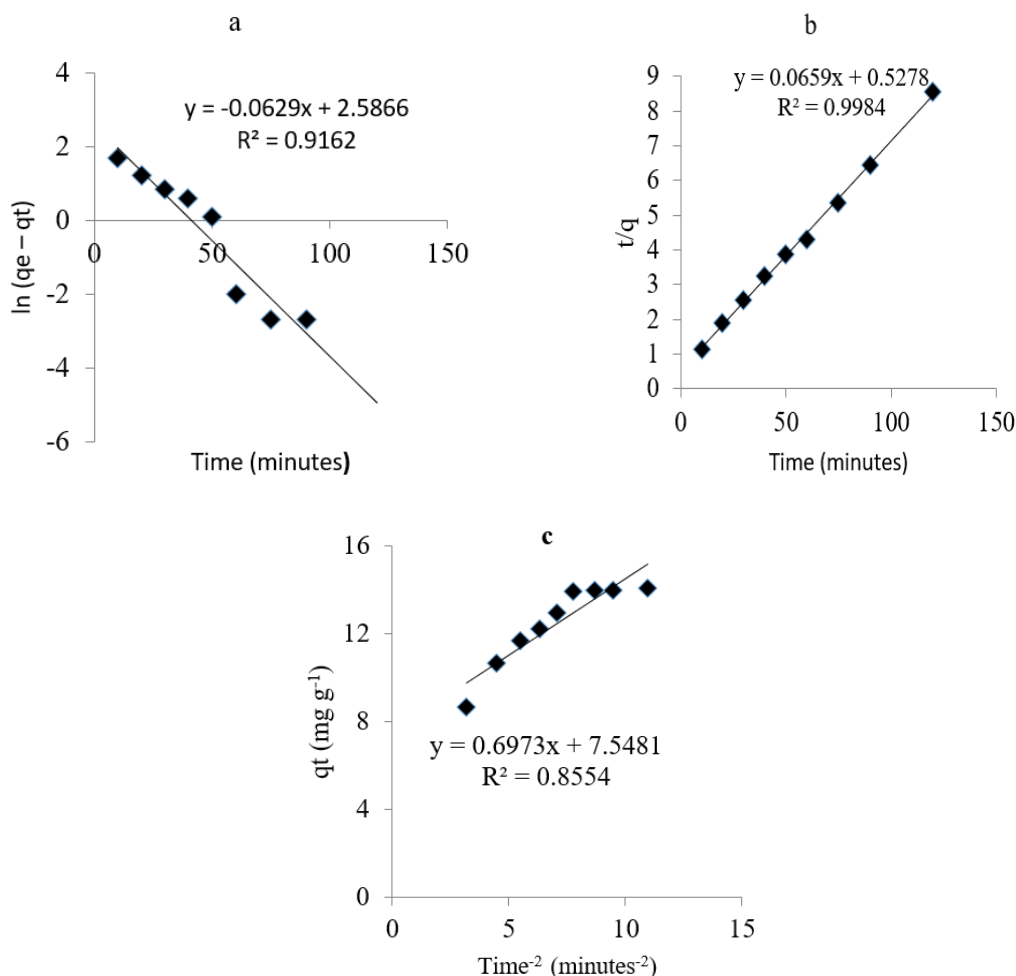 a
4
y = -0.0629x + 2.5866
R² = 0.9162
2
0
0
50
100
150
-2
-4
-6
ln (qe – qt)
Time (minutes)
b
9
y = 0.0659x + 0.5278
R² = 0.9984
8
7
6
5
4
3
2
1
0
0
50
100
150
t/q
Time (minutes)
c
16
12
8
y = 0.6973x + 7.5481
R² = 0.8554
4
0
0
5
10
15
qt (mg g⁻¹)
Time⁻² (minutes⁻²)